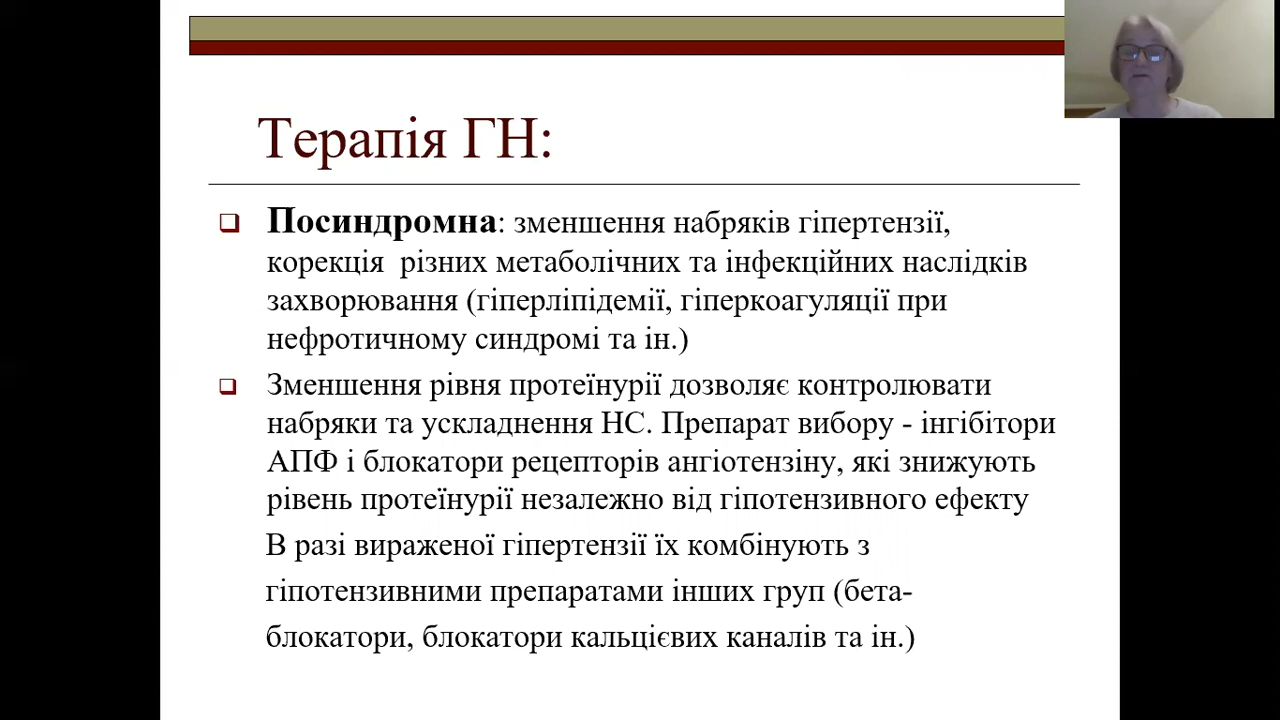 Терапія ГН:
Посиндромна: зменшення набряків гіпертензії,
корекція різних метаболічних та інфекційних наслідків
захворювання (гіперліпідемії, гіперкоагуляції при
нефротичному синдромі та ін.)
Зменшення рівня протеїнурії дозволяє контролювати
набряки та ускладнення НС. Препарат вибору - інгібітори
АПФ і блокатори рецепторів ангіотензіну, які знижують
рівень протеїнурії незалежно від гіпотензивного ефекту
В разі вираженої гіпертензії їх комбінують з
гіпотензивними препаратами інших груп (бета-
блокатори, блокатори кальцієвих каналів та ін.)